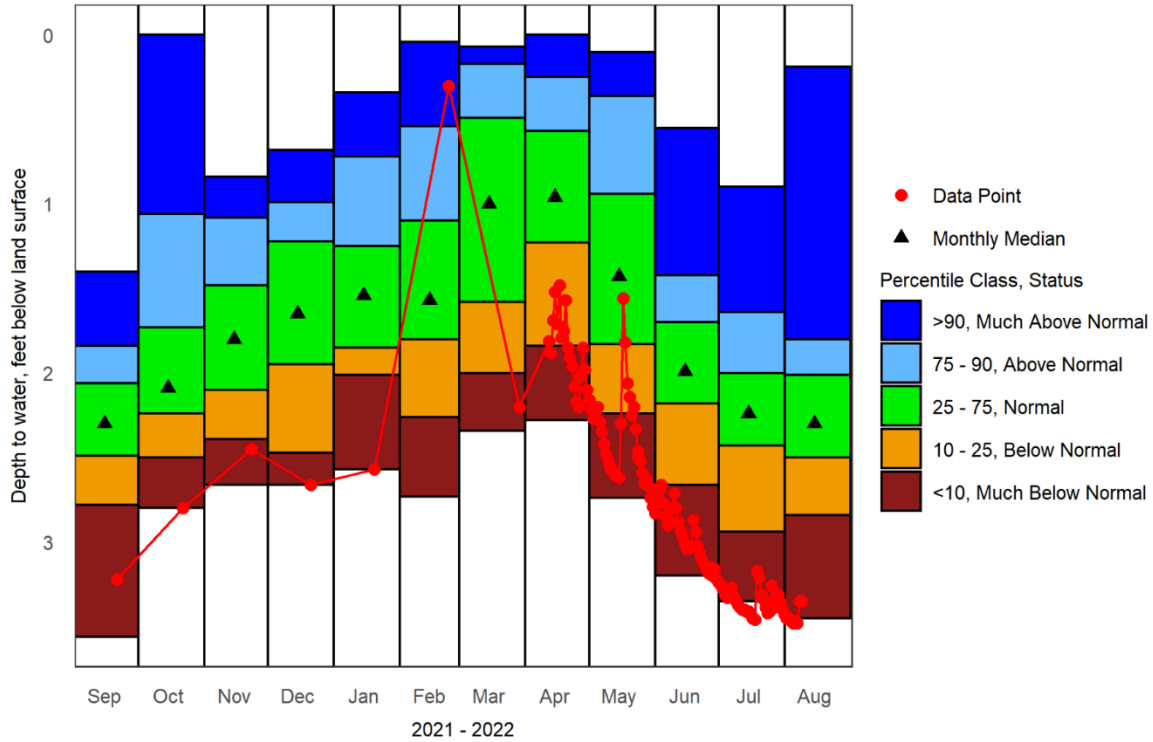 0
1
2
3
Depth to water, feet below land surface
Sep Oct Nov Dec Jan Feb Mar Apr May Jun Jul Aug
2021 - 2022
Data Point
Monthly Median
Percentile Class, Status
>90, Much Above Normal
75 - 90, Above Normal
25 - 75, Normal
10 - 25, Below Normal
<10, Much Below Normal